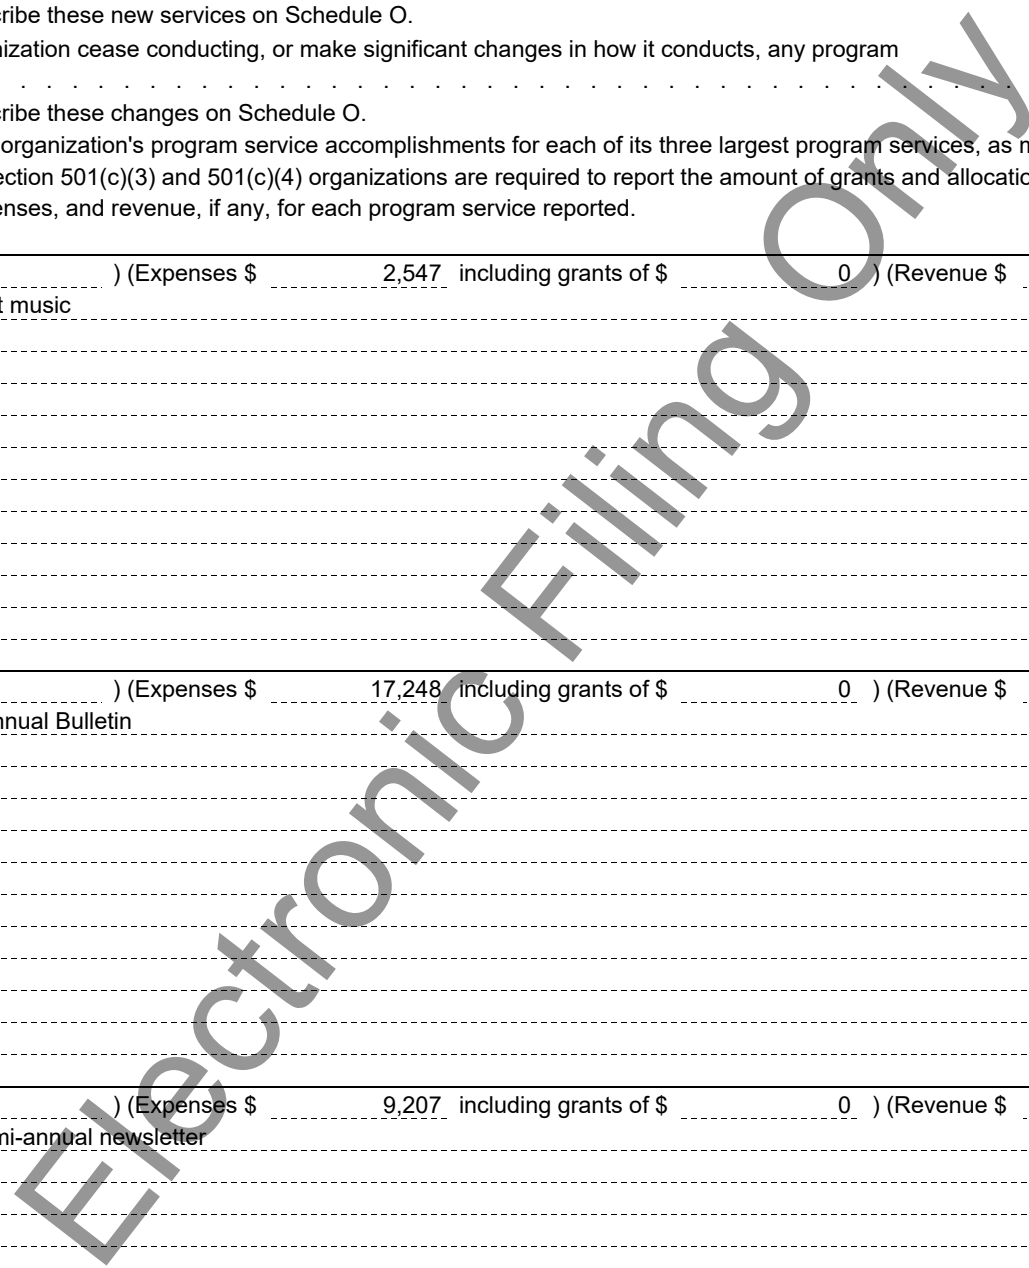 cribe these new services on Schedule O.
nization cease conducting, or make significant changes in how it conducts, any program
. . . . . . . . . . . . . . . . . . . . . . . . . . . . . . . . . . . . . . .
cribe these changes on Schedule O.
organization's program service accomplishments for each of its three largest program services, as m
ection 501(c)(3) and 501(c)(4) organizations are required to report the amount of grants and allocatio
enses, and revenue, if any, for each program service reported.
) (Expenses $ 2,547 including grants of $ 0 ) (Revenue $
t music
) (Expenses $ 17,248 including grants of $ 0 ) (Revenue $
nnual Bulletin
) (Expenses $ 9,207 including grants of $ 0 ) (Revenue $
mi-annual newsletter
Electronic Filing Only